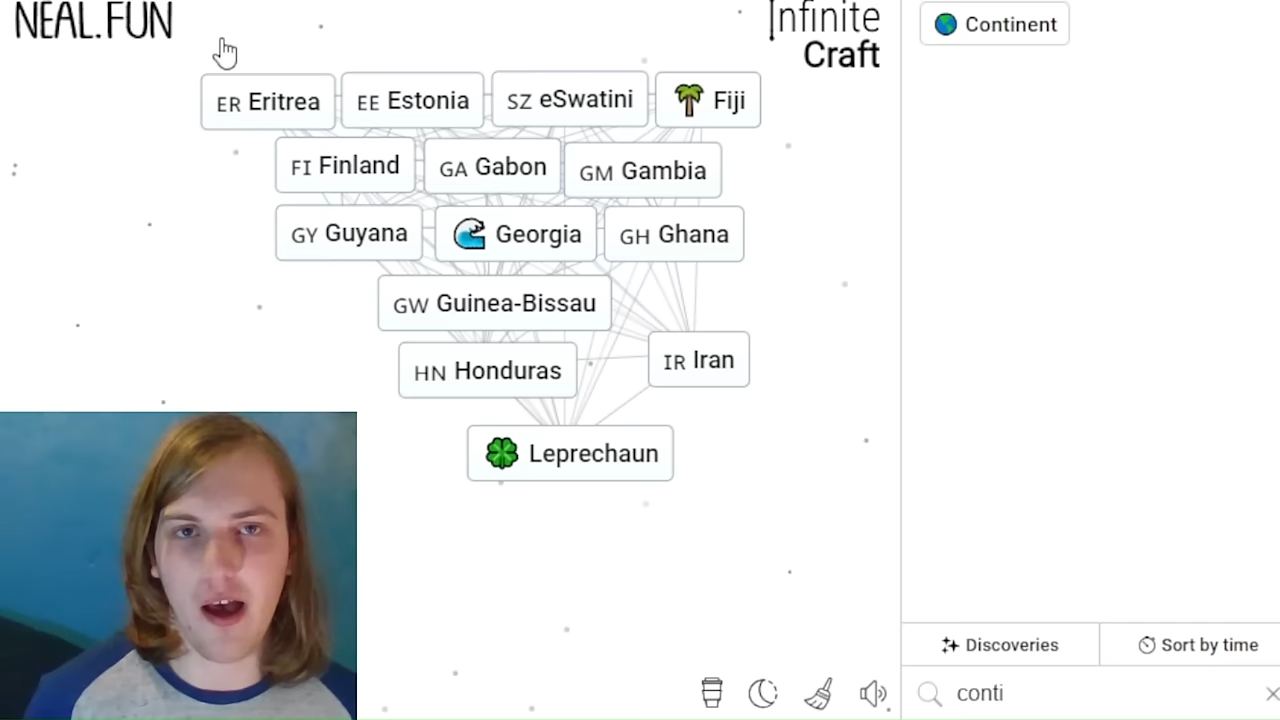 NEAL.FUN
Infinite
Craft
ER Eritrea
EE Estonia
SZ eSwatini
Fiji
FI Finland
GA Gabon
GM Gambia
GY Guyana
Georgia
GH Ghana
GW Guinea-Bissau
HN Honduras
IR Iran
Leprechaun
Continent
Discoveries
Sort by time
conti